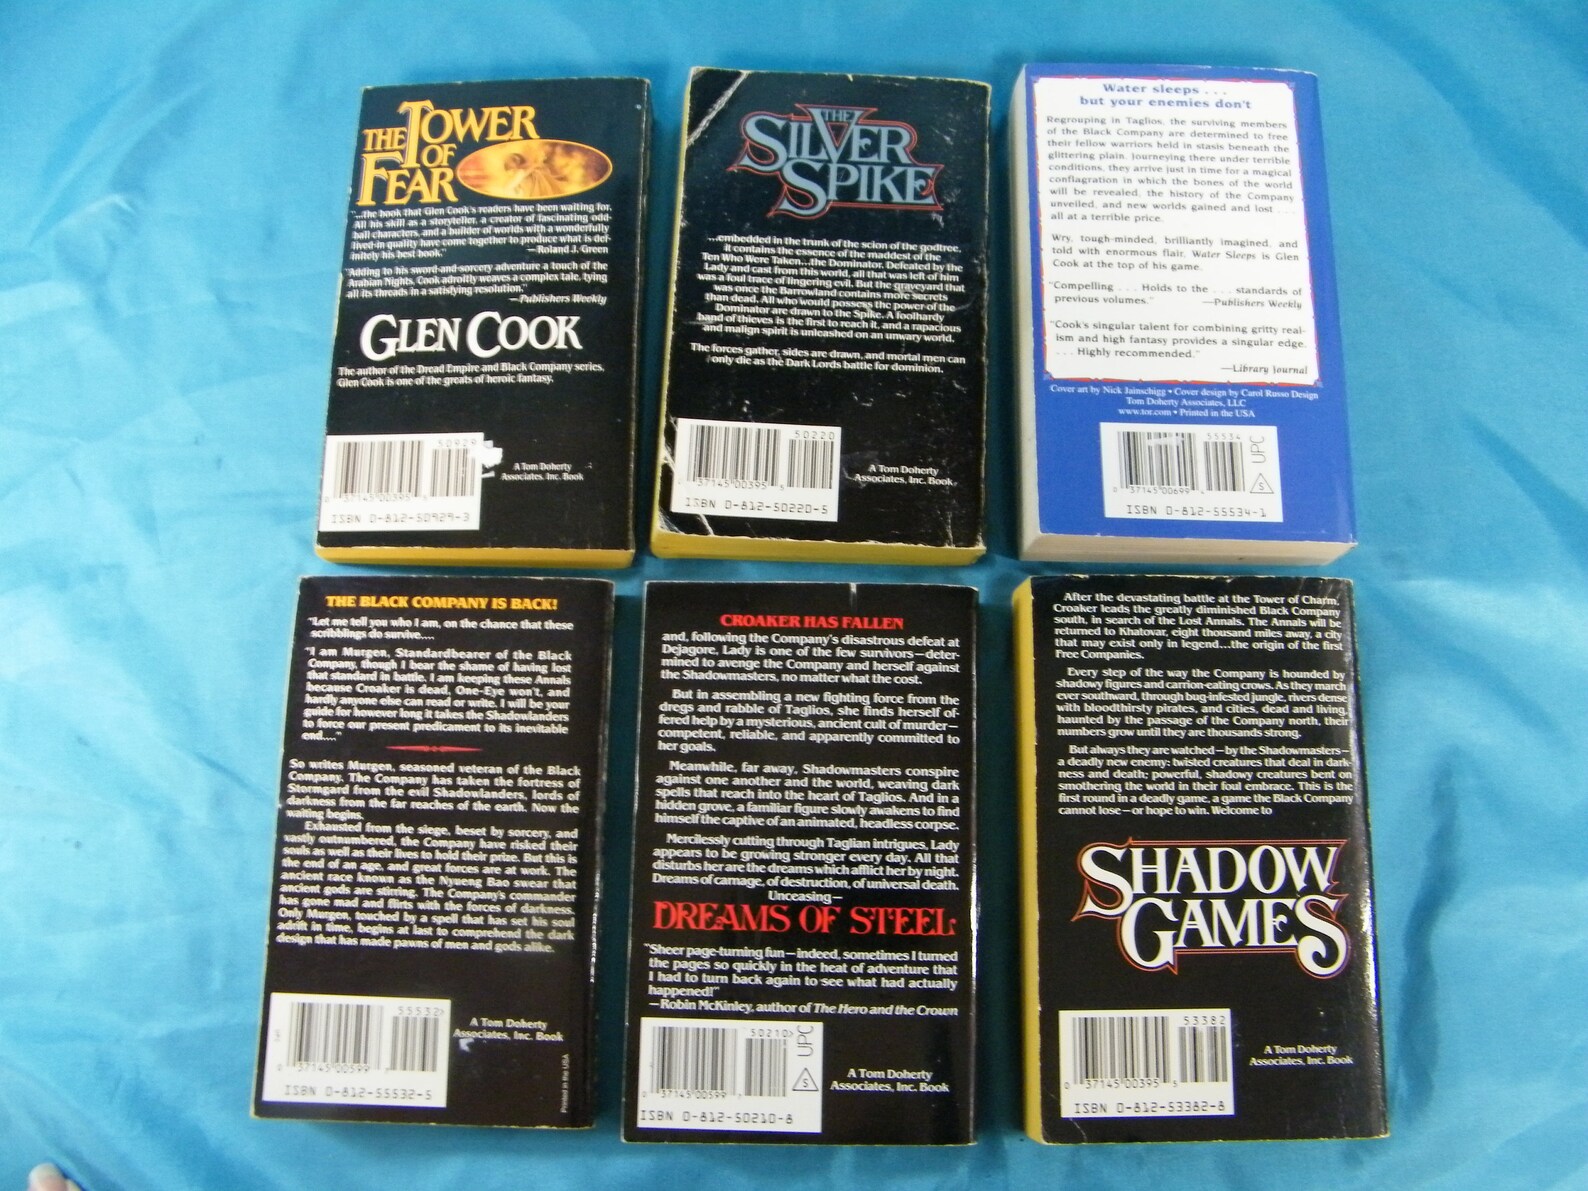 THE TOWER
OF
FEAR
"...the book that Glen Cook's readers have been waiting for.
All his skill as a storyteller, a creator of fascinating odd-
ball characters, and a builder of worlds with a wonderfully
lived-in quality have come together to produce what is def-
initely his best book."
—Roland J. Green
"Adding to his sword-and-sorcery adventure a touch of the
Arabian Nights, Cook adroitly weaves a complex tale, tying
all its threads in a satisfying resolution."
—Publishers Weekly
GLEN COOK
The author of the Dread Empire and Black Company series,
Glen Cook is one of the greats of heroic fantasy.
50929
0 37145 00395 5
ISBN 0-812-50929-3
A Tom Doherty
Associates, Inc. Book
THE
SILVER
SPIKE
...embedded in the trunk of the scion of the godtree.
It contains the essence of the maddest of the
Ten Who Were Taken...the Dominator. Defeated by the
Lady and cast from this world, all that was left of him
was a foul trace of lingering evil. But the graveyard that
was once the Barrowland contains more secrets
than dead. All who would possess the power of the
Dominator are drawn to the Spike. A foolhardy
band of thieves is the first to reach it, and a rapacious
and malign spirit is unleashed on an unwary world.
The forces gather, sides are drawn, and mortal men can
only die as the Dark Lords battle for dominion.
50220
0 37145 00395 5
ISBN 0-812-50220-5
A Tom Doherty
Associates, Inc. Book
Water sleeps . . .
but your enemies don't
Regrouping in Taglios, the surviving members
of the Black Company are determined to free
their fellow warriors held in stasis beneath the
glittering plain. Journeying there under terrible
conditions, they arrive just in time for a magical
conflagration in which the bones of the world
will be revealed, the history of the Company
unveiled, and new worlds gained and lost . . .
all at a terrible price.
Wry, tough-minded, brilliantly imagined, and
told with enormous flair, Water Sleeps is Glen
Cook at the top of his game.
"Compelling . . . Holds to the . . . standards of
previous volumes." —Publishers Weekly
"Cook's singular talent for combining gritty real-
ism and high fantasy provides a singular edge.
. . . Highly recommended."
—Library Journal
Cover art by Nick Jainschigg • Cover design by Carol Russo Design
Tom Doherty Associates, LLC
www.tor.com • Printed in the USA
55534
UPC
S
0 37145 00699 4
ISBN 0-812-55534-1
THE BLACK COMPANY IS BACK!
"Let me tell you who I am, on the chance that these
scribblings do survive....
"I am Murgen, Standardbearer of the Black
Company, though I bear the shame of having lost
that standard in battle. I am keeping these Annals
because Croaker is dead, One-Eye won't, and
hardly anyone else can read or write. I will be your
guide for however long it takes the Shadowlanders
to force our present predicament to its inevitable
end...."
So writes Murgen, seasoned veteran of the Black
Company. The Company has taken the fortress of
Stormgard from the evil Shadowlanders, lords of
darkness from the far reaches of the earth. Now the
waiting begins.
Exhausted from the siege, beset by sorcery, and
vastly outnumbered, the Company have risked their
souls as well as their lives to hold their prize. But this is
the end of an age, and great forces are at work. The
ancient race known as the Nyueng Bao swear that
ancient gods are stirring. The Company's commander
has gone mad and flirts with the forces of darkness.
Only Murgen, touched by a spell that has set his soul
adrift in time, begins at last to comprehend the dark
design that has made pawns of men and gods alike.
55532>
0 37145 00599 7
ISBN 0-812-55532-5
A Tom Doherty
Associates, Inc. Book
Printed in the USA
CROAKER HAS FALLEN
and, following the Company's disastrous defeat at
Dejagore, Lady is one of the few survivors—deter-
mined to avenge the Company and herself against
the Shadowmasters, no matter what the cost.
But in assembling a new fighting force from the
dregs and rabble of Taglios, she finds herself of-
fered help by a mysterious, ancient cult of murder—
competent, reliable, and apparently committed to
her goals.
Meanwhile, far away, Shadowmasters conspire
against one another and the world, weaving dark
spells that reach into the heart of Taglios. And in a
hidden grove, a familiar figure slowly awakens to find
himself the captive of an animated, headless corpse.
Mercilessly cutting through Taglian intrigues, Lady
appears to be growing stronger every day. All that
disturbs her are the dreams which afflict her by night.
Dreams of carnage, of destruction, of universal death.
Unceasing—
DREAMS OF STEEL
"Sheer page-turning fun—indeed, sometimes I turned
the pages so quickly in the heat of adventure that
I had to turn back again to see what had actually
happened!"
—Robin McKinley, author of The Hero and the Crown
50210>
UPC
S
0 37145 00599 7
ISBN 0-812-50210-8
A Tom Doherty
Associates, Inc. Book
After the devastating battle at the Tower of Charm,
Croaker leads the greatly diminished Black Company
south, in search of the Lost Annals. The Annals will be
returned to Khatovar, eight thousand miles away, a city
that may exist only in legend...the origin of the first
Free Companies.
Every step of the way the Company is hounded by
shadowy figures and carrion-eating crows. As they march
ever southward, through bug-infested jungle, rivers dense
with bloodthirsty pirates, and cities, dead and living,
haunted by the passage of the Company north, their
numbers grow until they are thousands strong.
But always they are watched—by the Shadowmasters—
a deadly new enemy: twisted creatures that deal in dark-
ness and death: powerful, shadowy creatures bent on
smothering the world in their foul embrace. This is the
first round in a deadly game, a game the Black Company
cannot lose—or hope to win. Welcome to
SHADOW
GAMES
53382
0 37145 00395 5
ISBN 0-812-53382-8
A Tom Doherty
Associates, Inc. Book